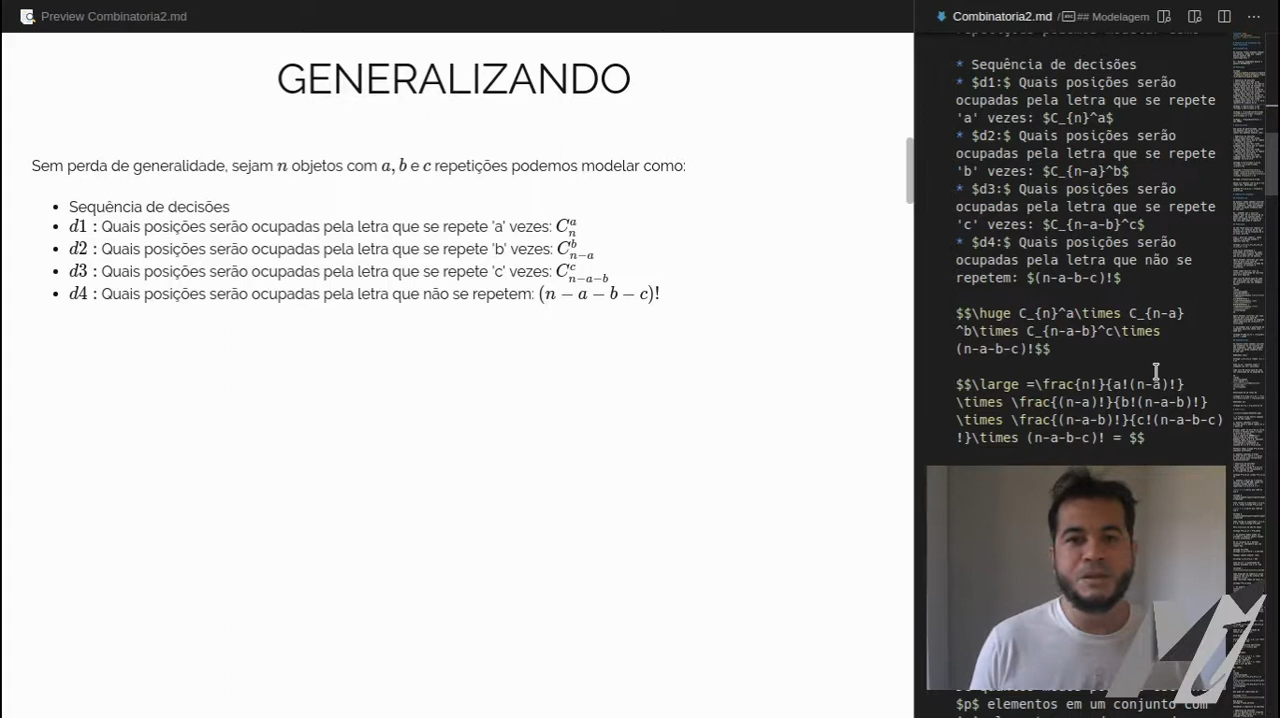 Preview Combinatoria2.md
GENERALIZANDO
Sem perda de generalidade, sejam n objetos com a, b e c repetições podemos modelar como:
• Sequência de decisões
• d1 : Quais posições serão ocupadas pela letra que se repete 'a' vezes: C_n^a
• d2 : Quais posições serão ocupadas pela letra que se repete 'b' vezes: C_{n-a}^b
• d3 : Quais posições serão ocupadas pela letra que se repete 'c' vezes: C_{n-a-b}^c
• d4 : Quais posições serão ocupadas pela letra que não se repetem: (n − a − b − c)!
Combinatoria2.md / ## Modelagem ...
* Sequência de decisões
* $d1:$ Quais posições serão
ocupadas pela letra que se repete
'a' vezes: $C_{n}^a$
* $d2:$ Quais posições serão
ocupadas pela letra que se repete
'b' vezes: $C_{n-a}^b$
* $d3:$ Quais posições serão
ocupadas pela letra que se repete
'c' vezes: $C_{n-a-b}^c$
* $d4:$ Quais posições serão
ocupadas pela letra que não se
repetem: $(n-a-b-c)!$
$$\huge C_{n}^a\times C_{n-a}
^b\times C_{n-a-b}^c\times
(n-a-b-c)!$$
$$\large =\frac{n!}{a!(n-a)!}
\times \frac{(n-a)!}{b!(n-a-b)!}
\times \frac{(n-a-b)!}{c!(n-a-b-c)
!}\times (n-a-b-c)! = $$
$p$ elementos em um conjunto com